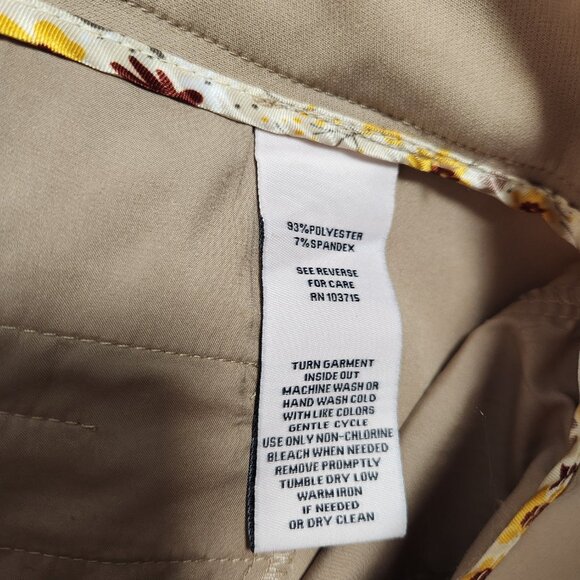 93%POLYESTER
7%SPANDEX
SEE REVERSE
FOR CARE
RN 103715
TURN GARMENT
INSIDE OUT
MACHINE WASH OR
HAND WASH COLD
WITH LIKE COLORS
GENTLE CYCLE
USE ONLY NON-CHLORINE
BLEACH WHEN NEEDED
REMOVE PROMPTLY
TUMBLE DRY LOW
WARM IRON
IF NEEDED
OR DRY CLEAN